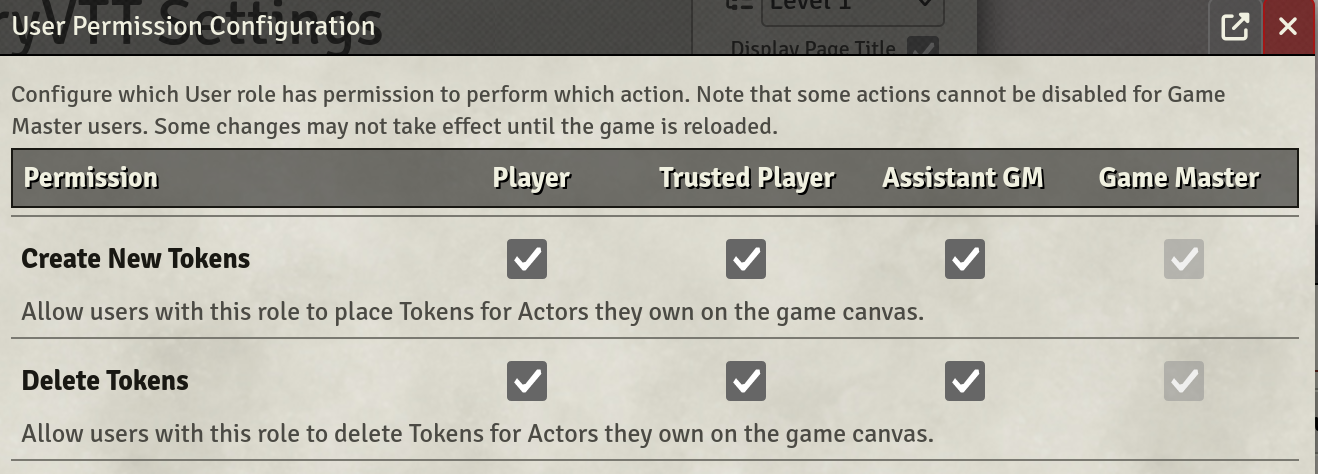 ryVTT Settings
Level 1
User Permission Configuration
Display Page Title
Configure which User role has permission to perform which action. Note that some actions cannot be disabled for Game
Master users. Some changes may not take effect until the game is reloaded.
Permission Player Trusted Player Assistant GM Game Master
Create New Tokens
Allow users with this role to place Tokens for Actors they own on the game canvas.
Delete Tokens
Allow users with this role to delete Tokens for Actors they own on the game canvas.